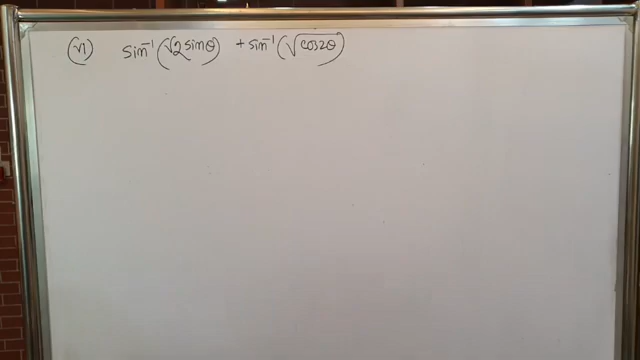 (vi) sin⁻¹(√2 sinθ) + sin⁻¹(√cos2θ)